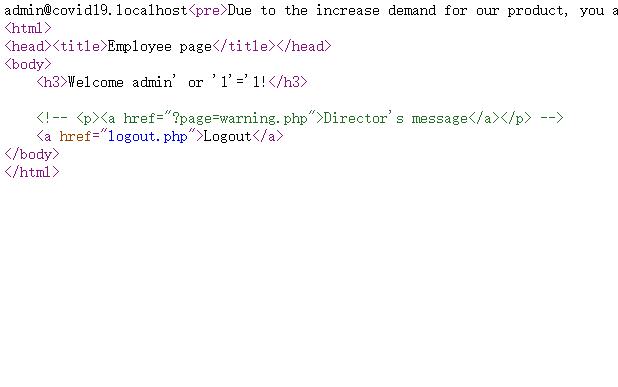 admin@covid19.localhost<pre>Due to the increase demand for our product, you a
<html>
<head><title>Employee page</title></head>
<body>
    <h3>Welcome admin' or '1'='1!</h3>

    <!-- <p><a href="?page=warning.php">Director's message</a></p> -->
    <a href="logout.php">Logout</a>
</body>
</html>